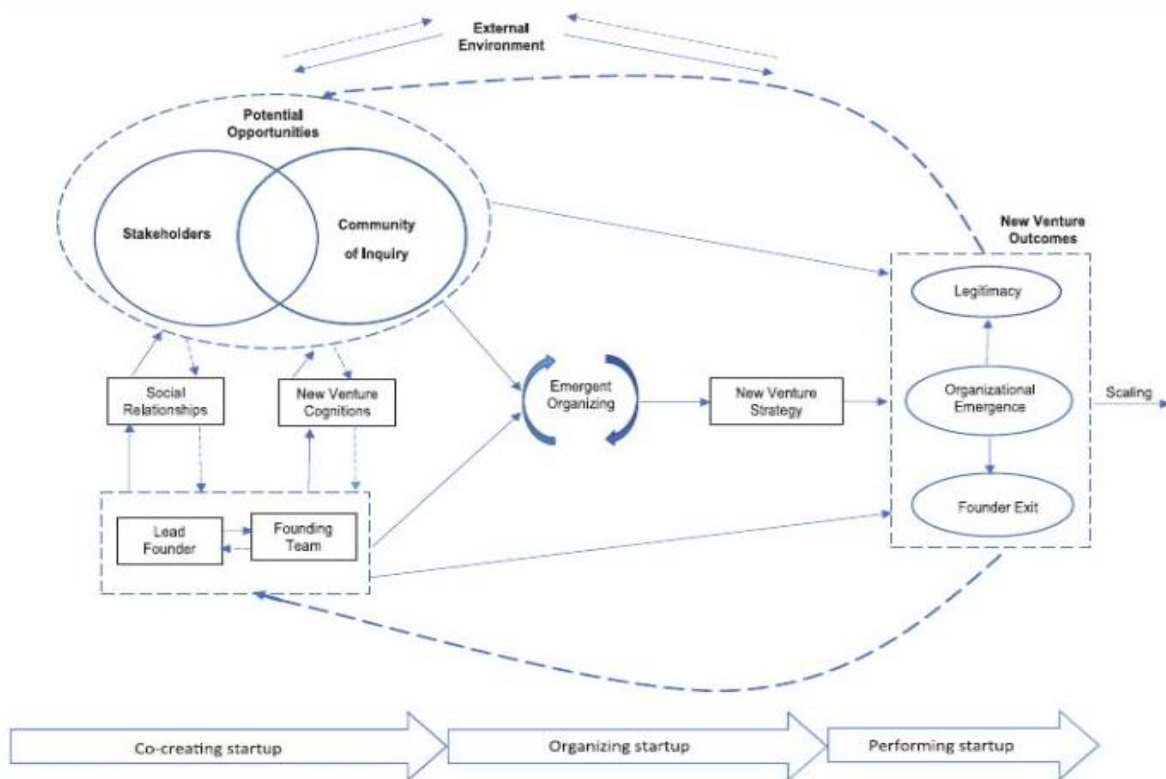 External
Environment
Potential
Opportunities
Stakeholders
Community
of Inquiry
New Venture
Outcomes
Legitimacy
Social
Relationships
New Venture
Cognitions
Emergent
Organizing
New Venture
Strategy
Organizational
Emergence
Scaling
Lead
Founder
Founding
Team
Founder Exit
Co-creating startup
Organizing startup
Performing startup